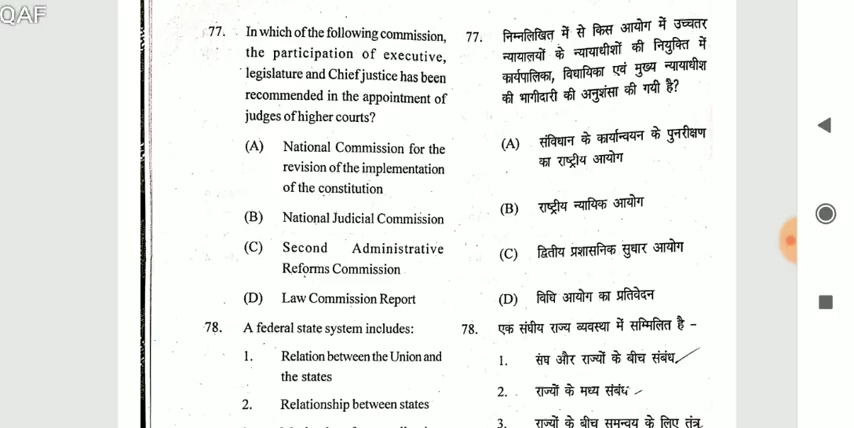 QAF
77. In which of the following commission,
the participation of executive,
legislature and Chief justice has been
recommended in the appointment of
judges of higher courts?
(A) National Commission for the
revision of the implementation
of the constitution
(B) National Judicial Commission
(C) Second Administrative
Reforms Commission
(D) Law Commission Report
78. A federal state system includes:
1. Relation between the Union and
the states
2. Relationship between states
77. निम्नलिखित में से किस आयोग में उच्चतर
न्यायालयों के न्यायाधीशों की नियुक्ति में
कार्यपालिका, विधायिका एवं मुख्य न्यायाधीश
की भागीदारी की अनुशंसा की गयी है?
(A) संविधान के कार्यान्वयन के पुनरीक्षण
का राष्ट्रीय आयोग
(B) राष्ट्रीय न्यायिक आयोग
(C) द्वितीय प्रशासनिक सुधार आयोग
(D) विधि आयोग का प्रतिवेदन
78. एक संघीय राज्य व्यवस्था में सम्मिलित है –
1. संघ और राज्यों के बीच संबंध
2. राज्यों के मध्य संबंध
3. राज्यों के बीच समन्वय के लिए तंत्र